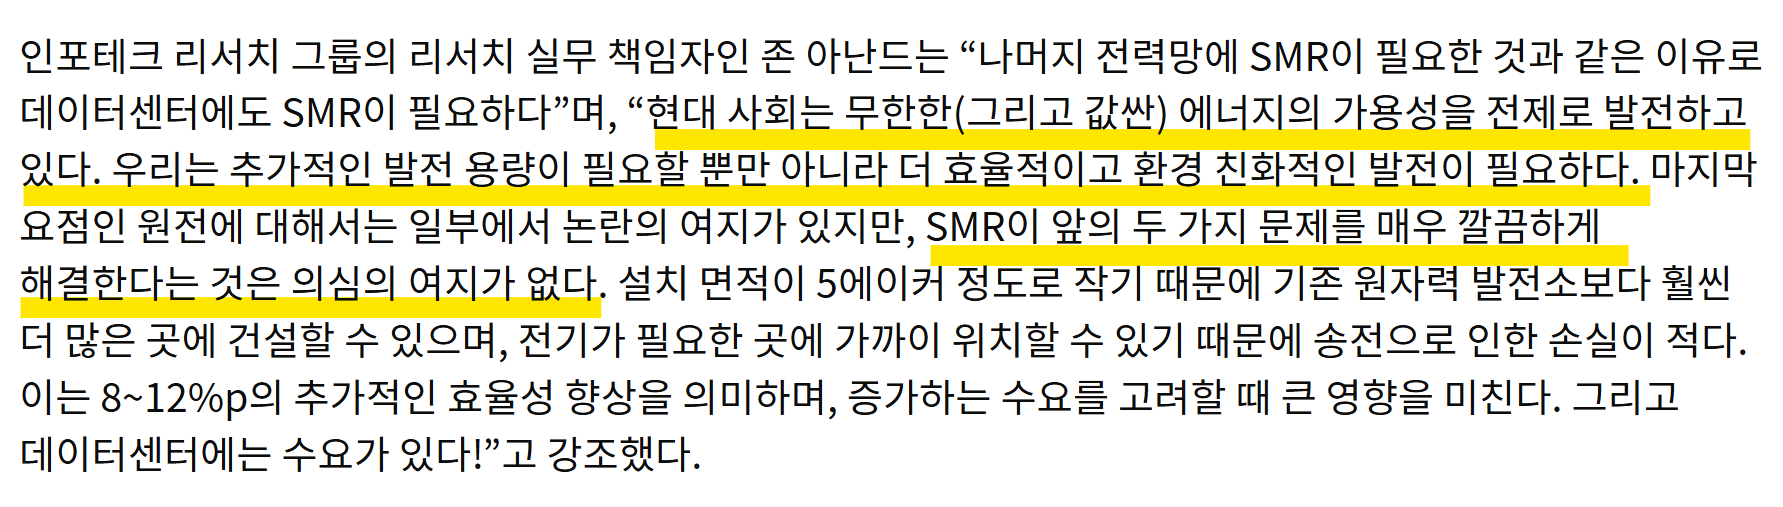 인포테크 리서치 그룹의 리서치 실무 책임자인 존 아난드는 “나머지 전력망에 SMR이 필요한 것과 같은 이유로
데이터센터에도 SMR이 필요하다”며, “현대 사회는 무한한(그리고 값싼) 에너지의 가용성을 전제로 발전하고
있다. 우리는 추가적인 발전 용량이 필요할 뿐만 아니라 더 효율적이고 환경 친화적인 발전이 필요하다. 마지막
요점인 원전에 대해서는 일부에서 논란의 여지가 있지만, SMR이 앞의 두 가지 문제를 매우 깔끔하게
해결한다는 것은 의심의 여지가 없다. 설치 면적이 5에이커 정도로 작기 때문에 기존 원자력 발전소보다 훨씬
더 많은 곳에 건설할 수 있으며, 전기가 필요한 곳에 가까이 위치할 수 있기 때문에 송전으로 인한 손실이 적다.
이는 8~12%p의 추가적인 효율성 향상을 의미하며, 증가하는 수요를 고려할 때 큰 영향을 미친다. 그리고
데이터센터에는 수요가 있다!”고 강조했다.